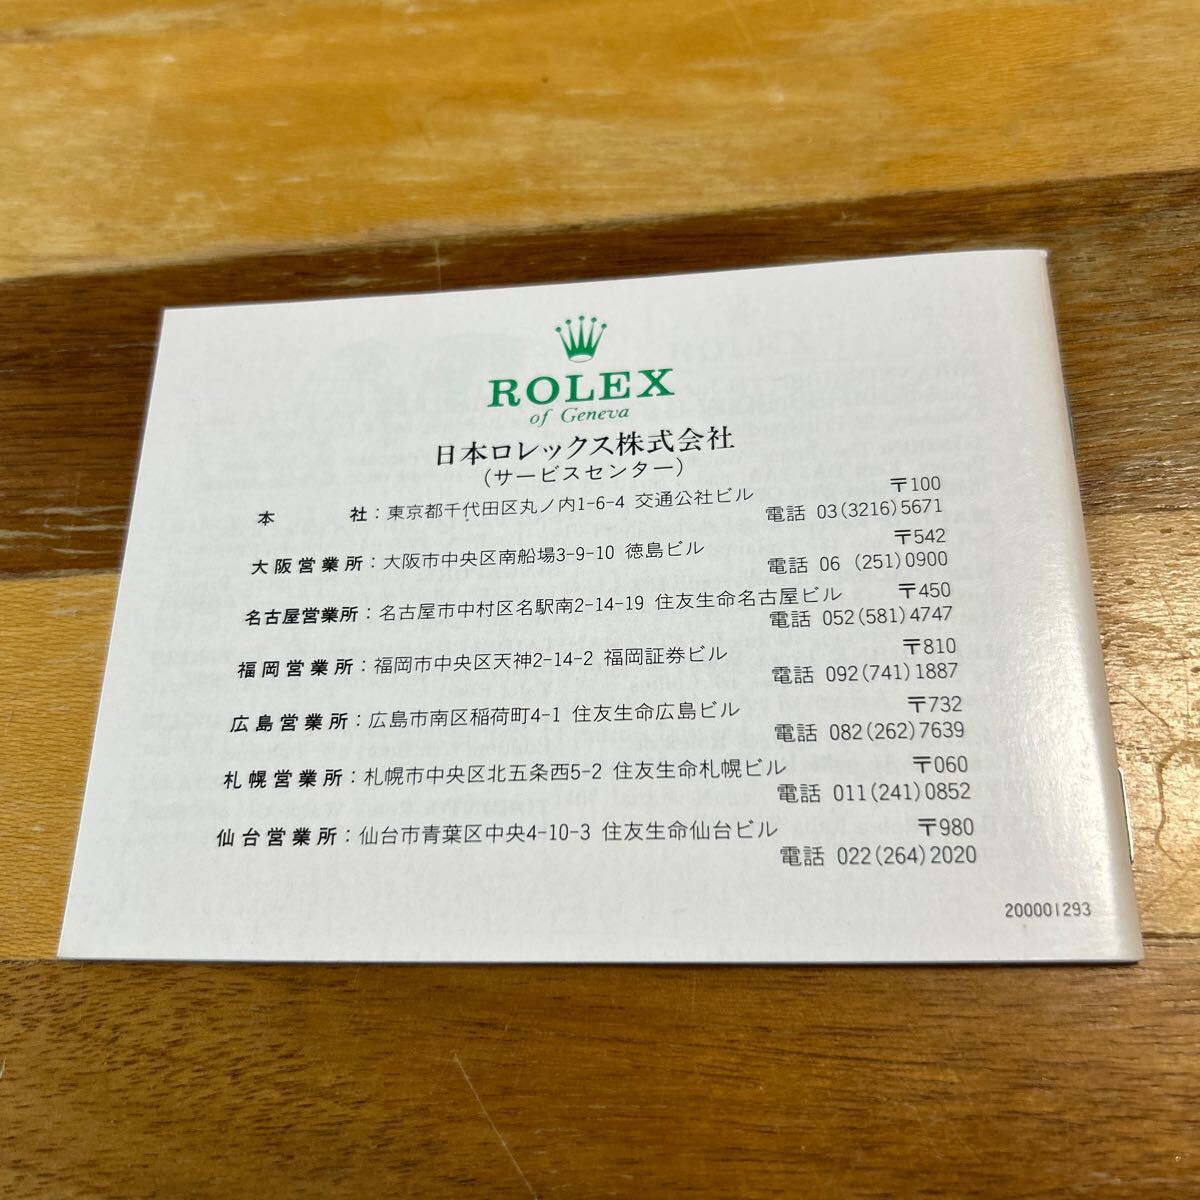 ROLEX
of Geneva
日本ロレックス株式会社
(サービスセンター)
本 社：東京都千代田区丸ノ内1-6-4 交通公社ビル 〒100
電話 03(3216)5671
大阪営業所：大阪市中央区南船場3-9-10 徳島ビル 〒542
電話 06 (251)0900
名古屋営業所：名古屋市中村区名駅南2-14-19 住友生命名古屋ビル 〒450
電話 052(581)4747
福岡営業所：福岡市中央区天神2-14-2 福岡証券ビル 〒810
電話 092(741)1887
広島営業所：広島市南区稲荷町4-1 住友生命広島ビル 〒732
電話 082(262)7639
札幌営業所：札幌市中央区北五条西5-2 住友生命札幌ビル 〒060
電話 011(241)0852
仙台営業所：仙台市青葉区中央4-10-3 住友生命仙台ビル 〒980
電話 022(264)2020
200001293